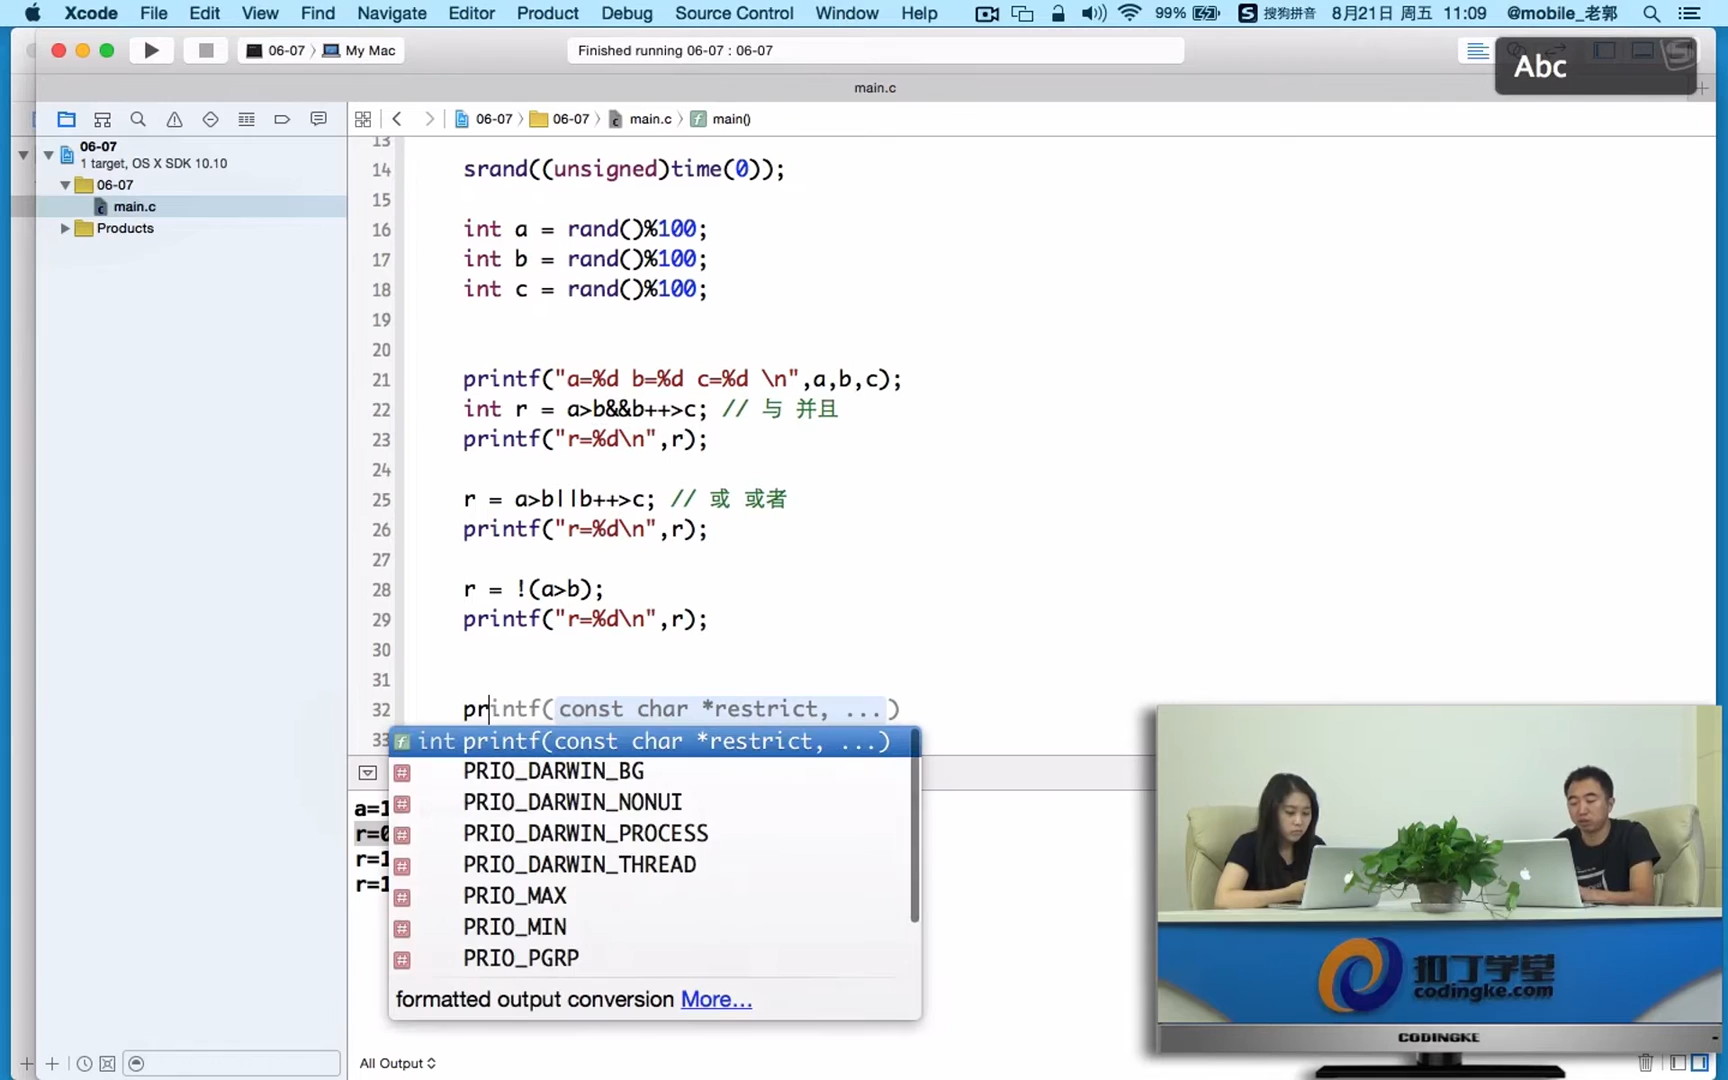 Xcode File Edit View Find Navigate Editor Product Debug Source Control Window Help 99% S 搜狗拼音 8月21日 周五 11:09 @mobile_老郭
06-07 My Mac
Finished running 06-07 : 06-07
Abc
main.c
06-07 06-07 main.c main()
06-07
1 target, OS X SDK 10.10
06-07
main.c
Products
13
14 srand((unsigned)time(0));
15
16 int a = rand()%100;
17 int b = rand()%100;
18 int c = rand()%100;
19
20
21 printf("a=%d b=%d c=%d \n",a,b,c);
22 int r = a>b&&b++>c; // 与 并且
23 printf("r=%d\n",r);
24
25 r = a>b||b++>c; // 或 或者
26 printf("r=%d\n",r);
27
28 r = !(a>b);
29 printf("r=%d\n",r);
30
31
32 printf(const char *restrict, ...)
33
f int printf(const char *restrict, ...)
# PRIO_DARWIN_BG
# PRIO_DARWIN_NONUI
# PRIO_DARWIN_PROCESS
# PRIO_DARWIN_THREAD
# PRIO_MAX
# PRIO_MIN
# PRIO_PGRP
formatted output conversion More...
a=1
r=0
r=1
r=1
All Output
扣丁学堂
codingke.com
CODINGKE